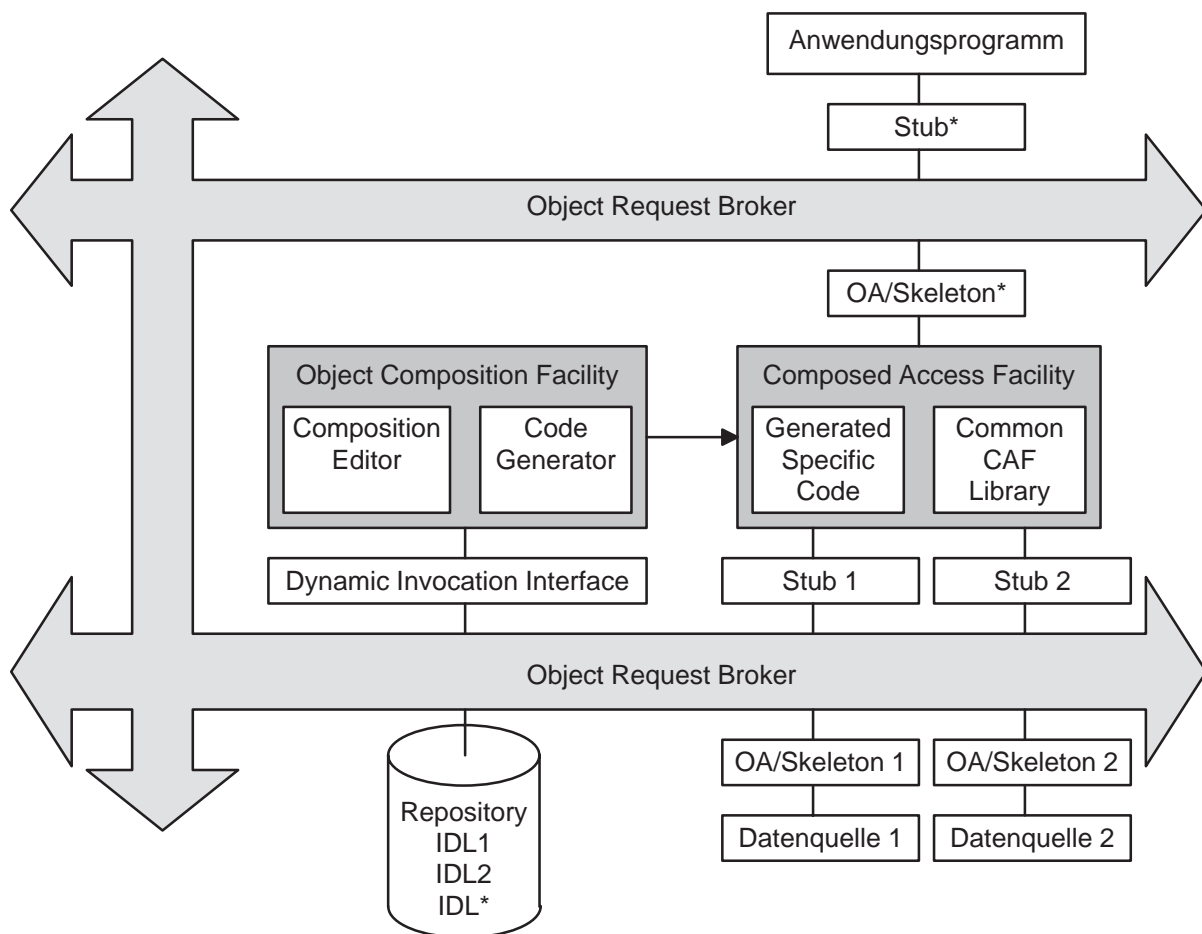 Anwendungsprogramm
Stub*
Object Request Broker
OA/Skeleton*
Object Composition Facility
Composition
Editor
Code
Generator
Composed Access Facility
Generated
Specific
Code
Common
CAF
Library
Dynamic Invocation Interface
Stub 1
Stub 2
Object Request Broker
Repository
IDL1
IDL2
IDL*
OA/Skeleton 1
OA/Skeleton 2
Datenquelle 1
Datenquelle 2